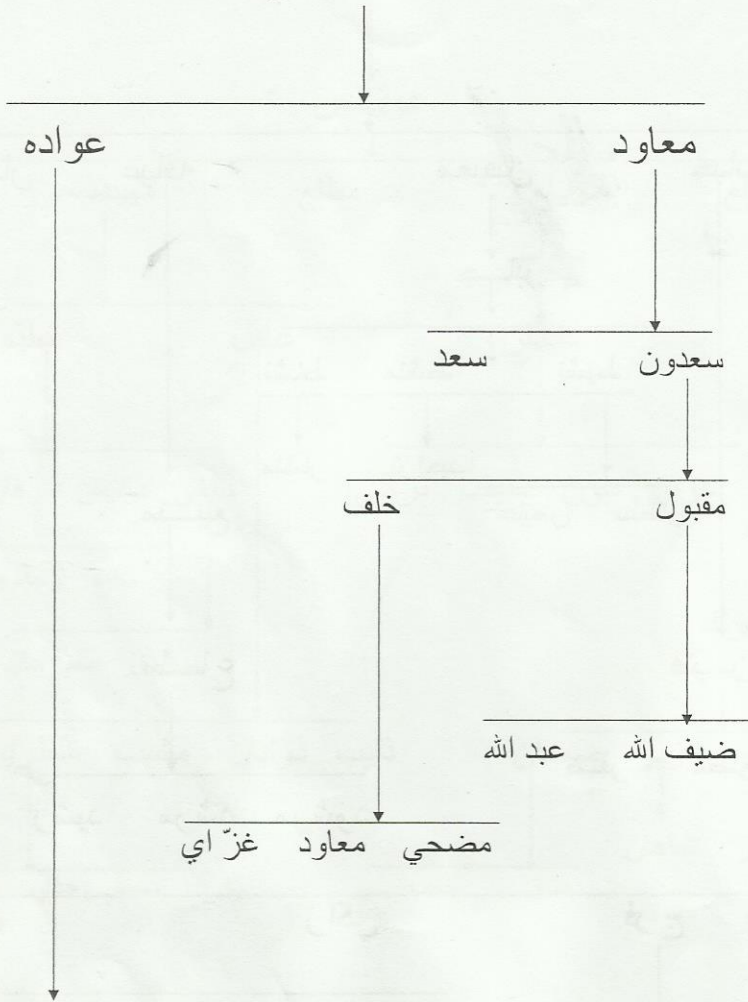 معاود عواده
سعدون سعد
مقبول خلف
ضيف الله عبد الله
مضحي معاود غزّاي